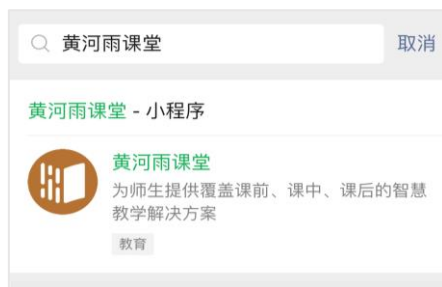 黄河雨课堂 取消
黄河雨课堂 - 小程序
黄河雨课堂
为师生提供覆盖课前、课中、课后的智慧
教学解决方案
教育